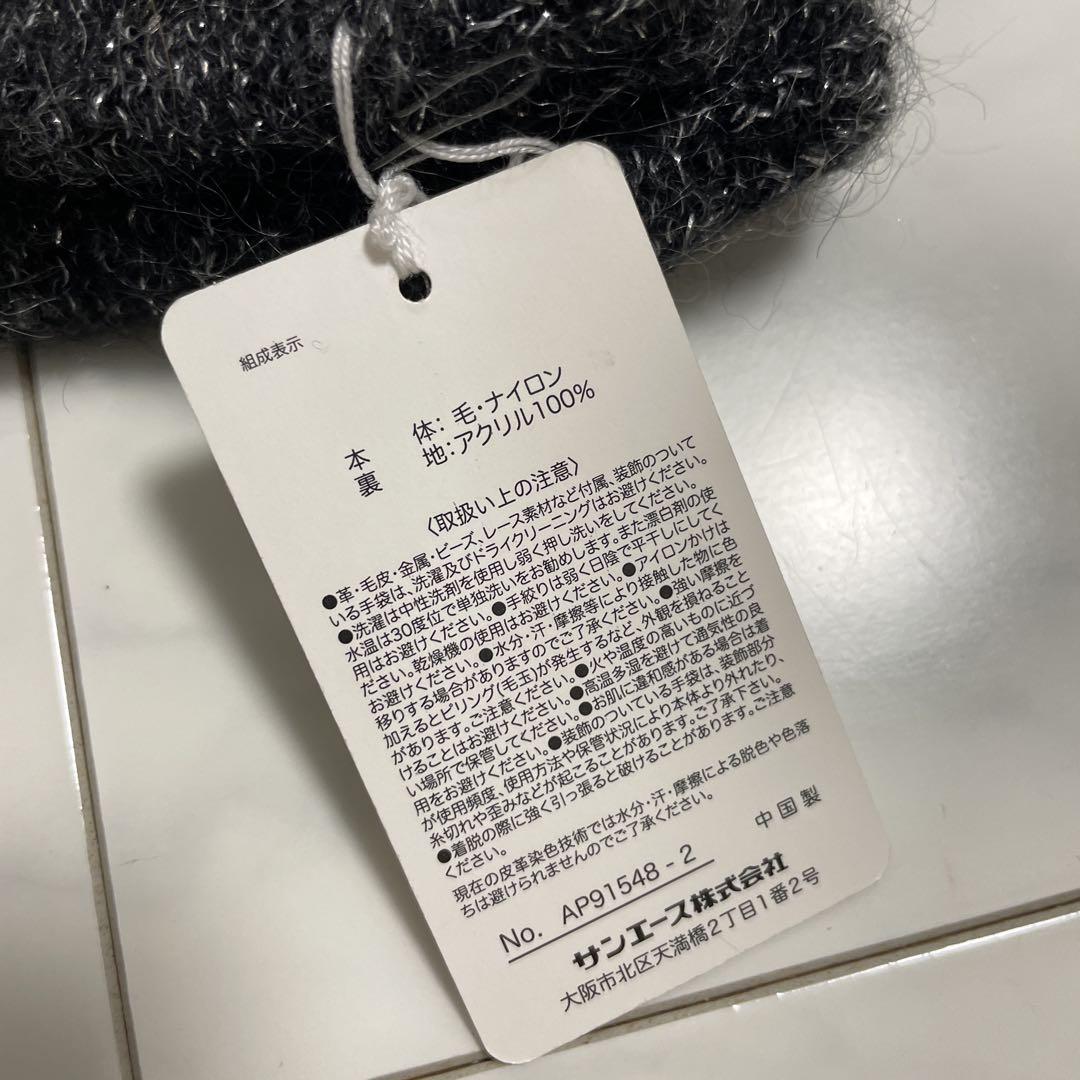 組成表示
本　体：毛・ナイロン
裏　地：アクリル100%
〈取扱い上の注意〉
●革・毛皮・金属・ビーズ、レース素材など付属、装飾のついて
いる手袋は、洗濯及びドライクリーニングはお避けください。
●洗濯は中性洗剤を使用し弱く押し洗いをしてください。
水温は30度位で単独洗いをお勧めします。また漂白剤の使
用はお避けください。●手絞りは弱く日陰で平干しにしてく
ださい。乾燥機の使用はお避けください。●アイロンかけは
お避けください。●水分・汗・摩擦等により接触した物に色
移りする場合がありますのでご了承ください。●強い摩擦を
加えるとピリング(毛玉)が発生するなど、外観を損ねること
があります。ご注意ください。●火や温度の高いものに近づ
けることはお避けください。●高温多湿を避けて通気性の良
い場所で保管してください。●お肌に違和感がある場合は着
用をお避けください。●装飾のついている手袋は、装飾部分
が使用頻度、使用方法や保管状況により本体より外れたり、
糸切れや歪みなどが起こることがあります。ご了承下さい。
●着脱の際に強く引っ張ると破けることがあります。ご注意
ください。
現在の皮革染色技術では水分・汗・摩擦による脱色や色落
ちは避けられませんのでご了承ください。
中国製
No. AP91548-2
サンエース株式会社
大阪市北区天満橋2丁目1番2号